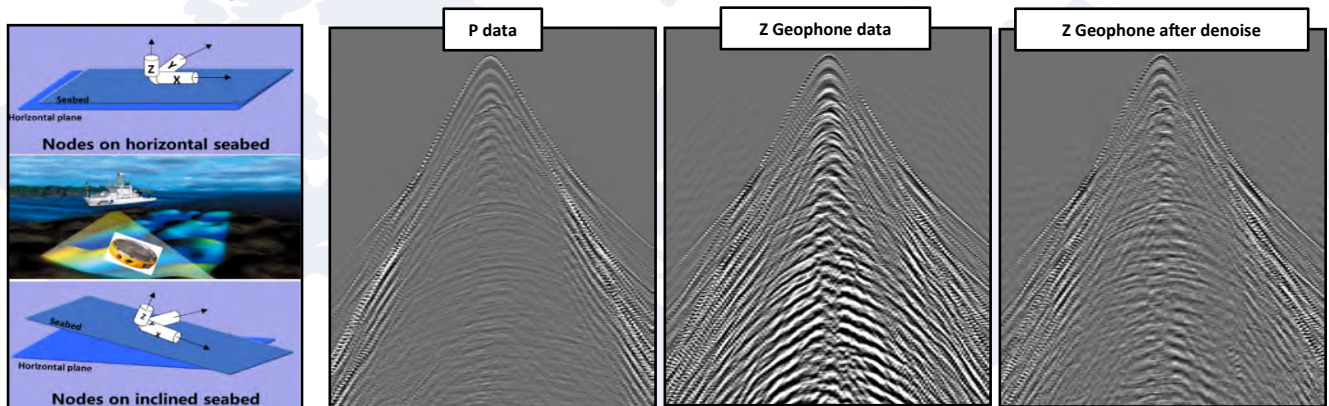 Z
Y
X
Seabed
Horizontal plane
Nodes on horizontal seabed
Z
Y
X
Seabed
Horizontal plane
Nodes on inclined seabed
P data
Z Geophone data
Z Geophone after denoise